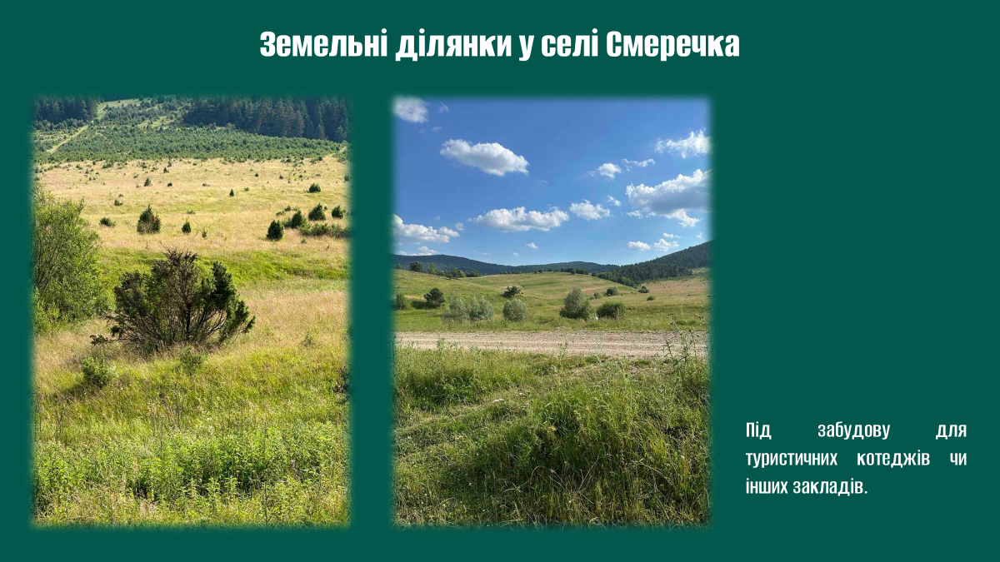 Земельні ділянки у селі Смеречка
Під забудову для
туристичних котеджів чи
інших закладів.